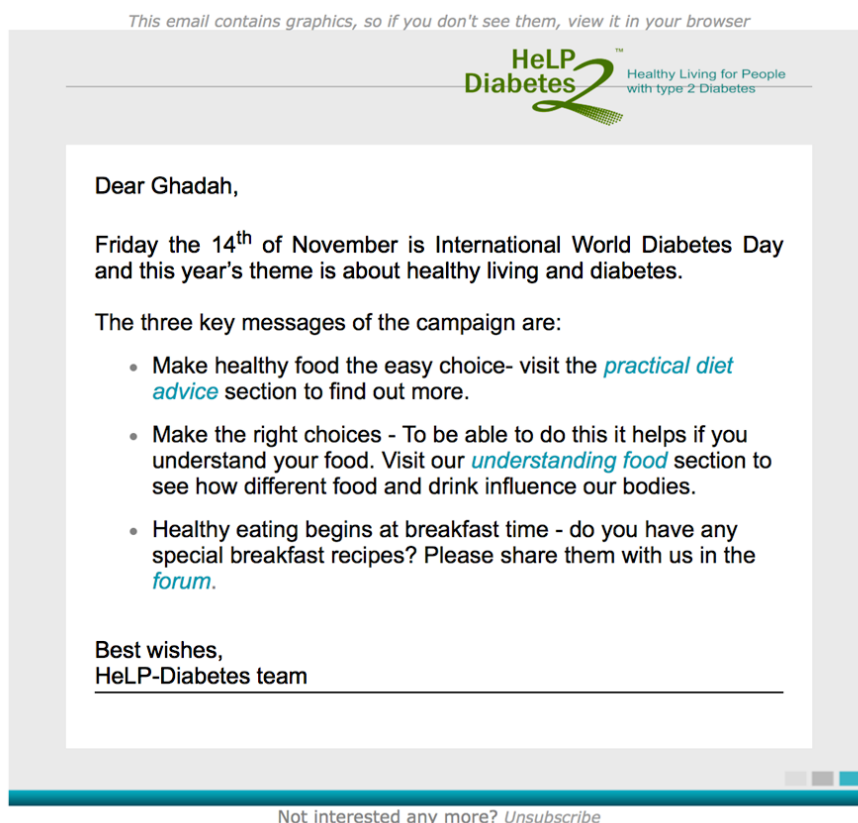 This email contains graphics, so if you don't see them, view it in your browser
HeLP
Diabetes 2 ™
Healthy Living for People
with type 2 Diabetes
Dear Ghadah,
Friday the 14th of November is International World Diabetes Day
and this year's theme is about healthy living and diabetes.
The three key messages of the campaign are:
• Make healthy food the easy choice- visit the practical diet
advice section to find out more.
• Make the right choices - To be able to do this it helps if you
understand your food. Visit our understanding food section to
see how different food and drink influence our bodies.
• Healthy eating begins at breakfast time - do you have any
special breakfast recipes? Please share them with us in the
forum.
Best wishes,
HeLP-Diabetes team
Not interested any more? Unsubscribe